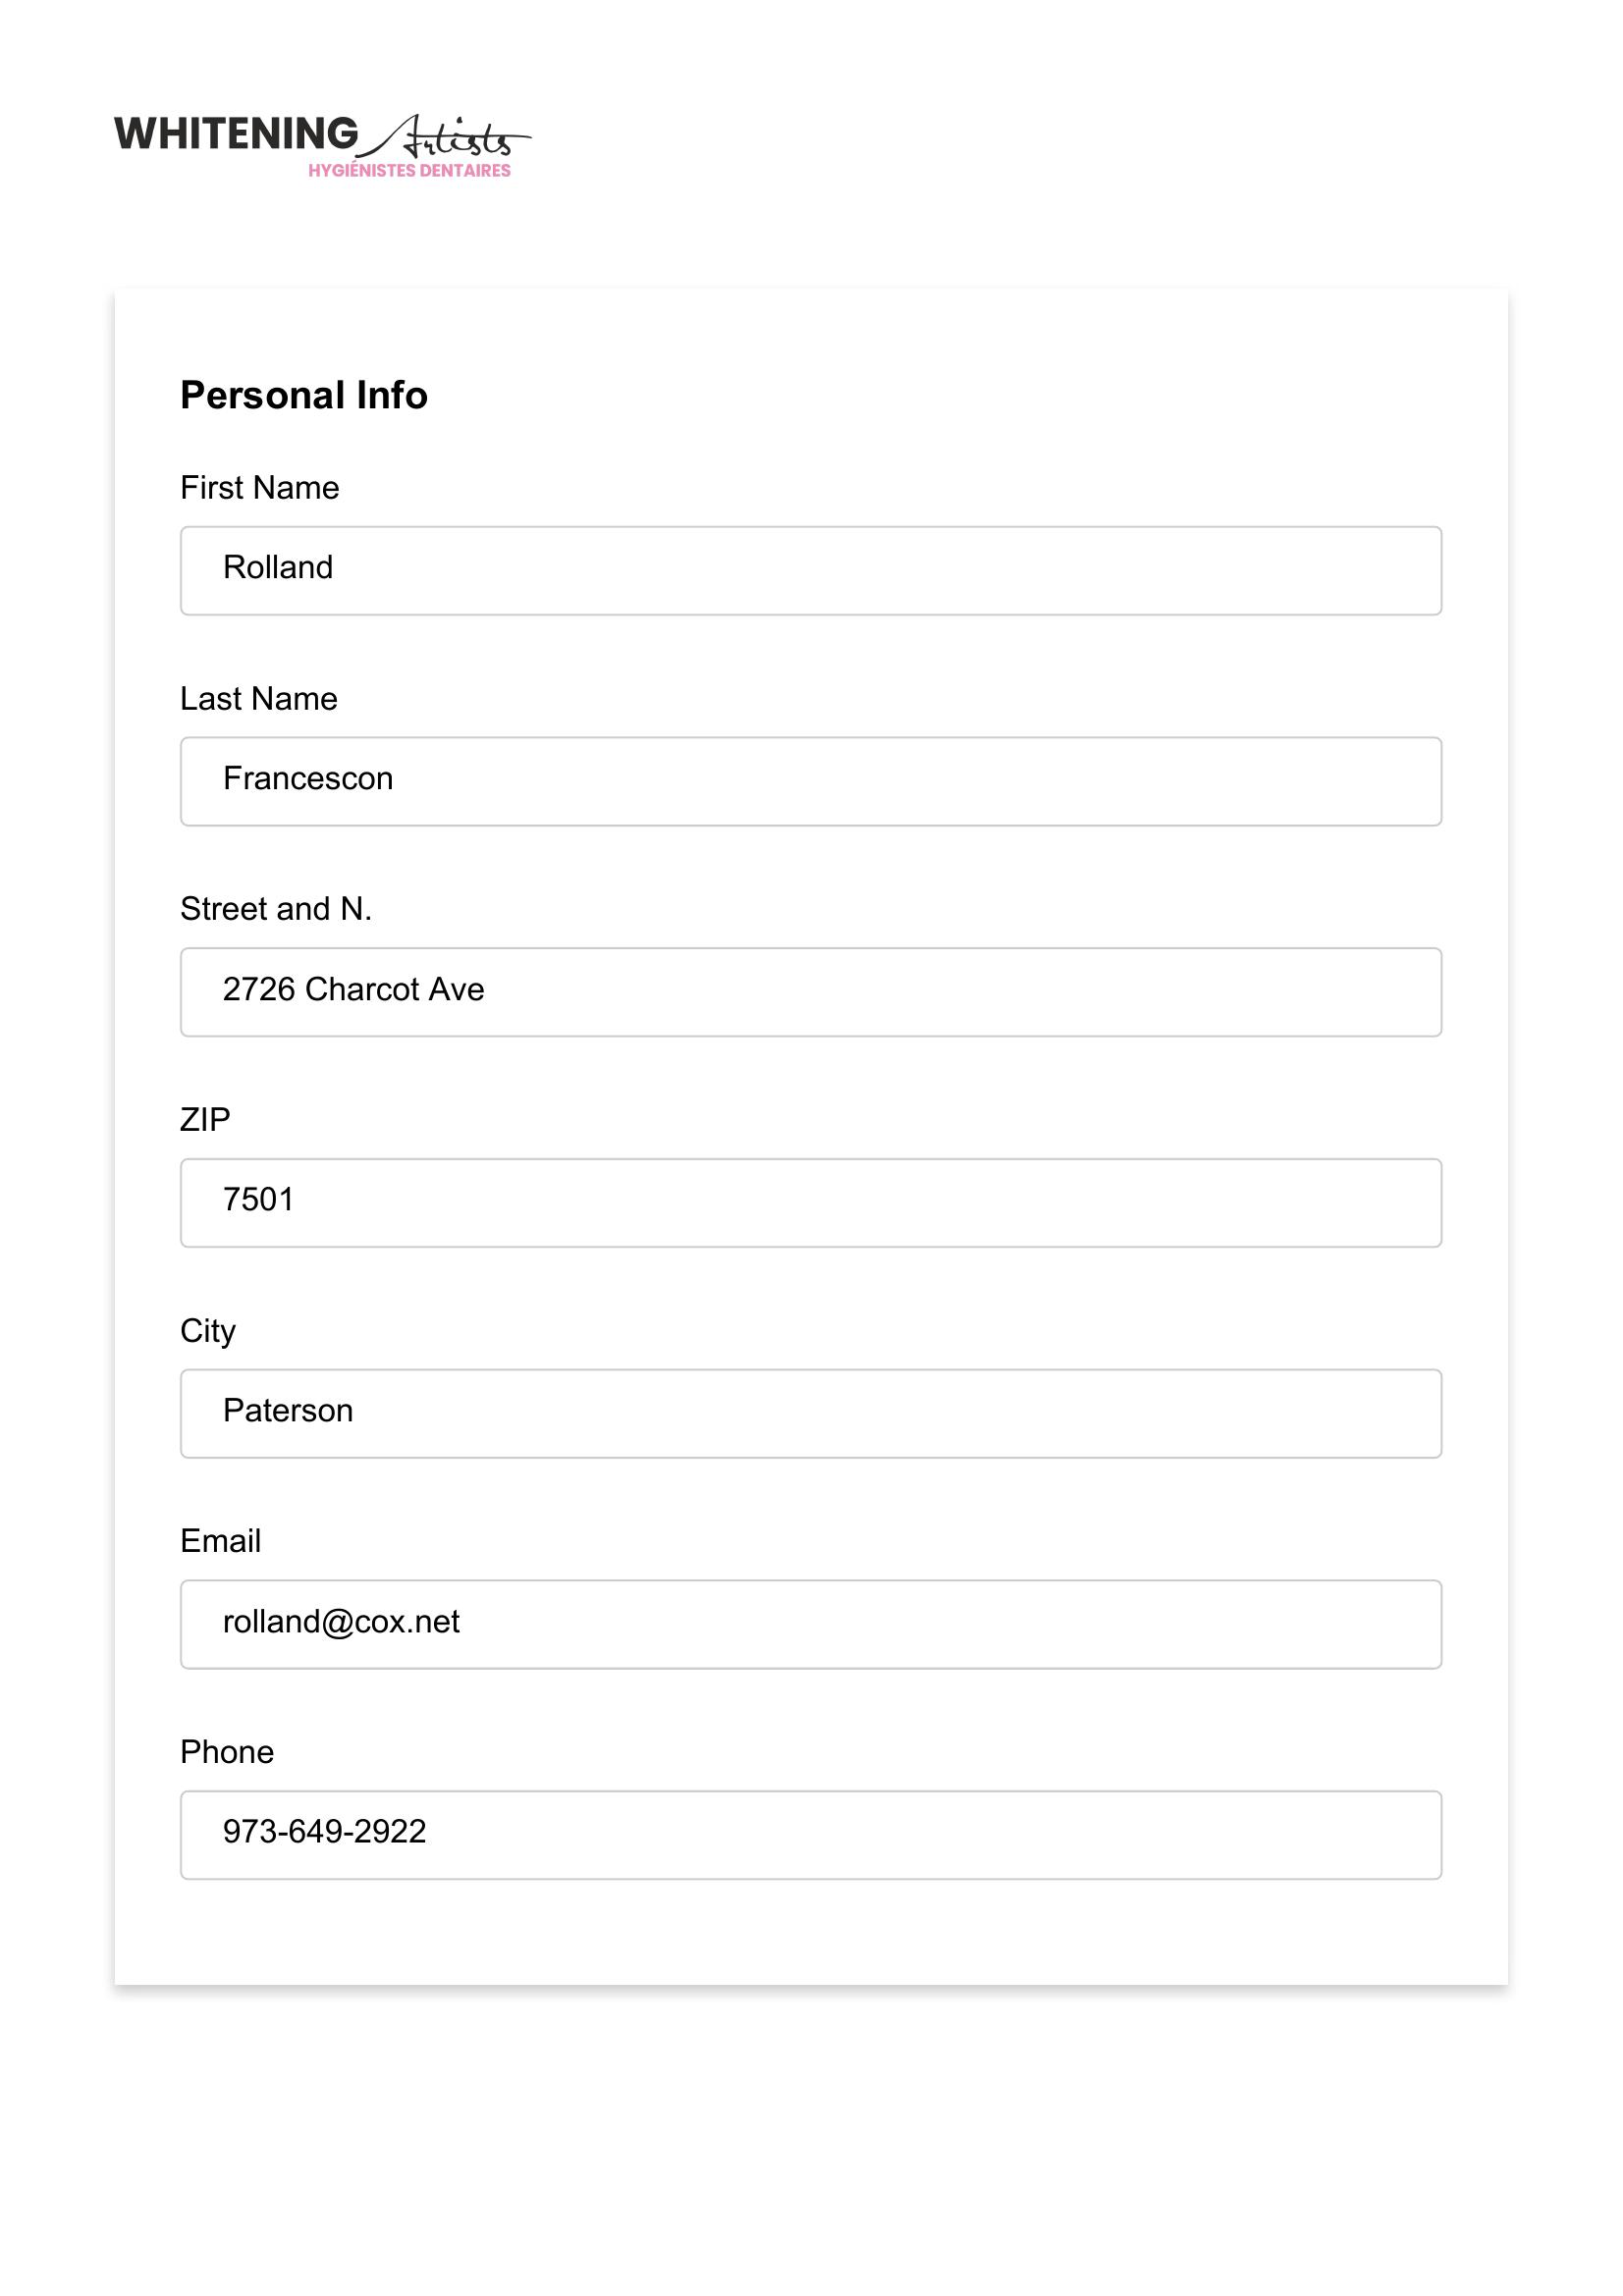 WHITENING Artists
HYGIÉNISTES DENTAIRES
Personal Info
First Name
Rolland
Last Name
Francescon
Street and N.
2726 Charcot Ave
ZIP
7501
City
Paterson
Email
rolland@cox.net
Phone
973-649-2922